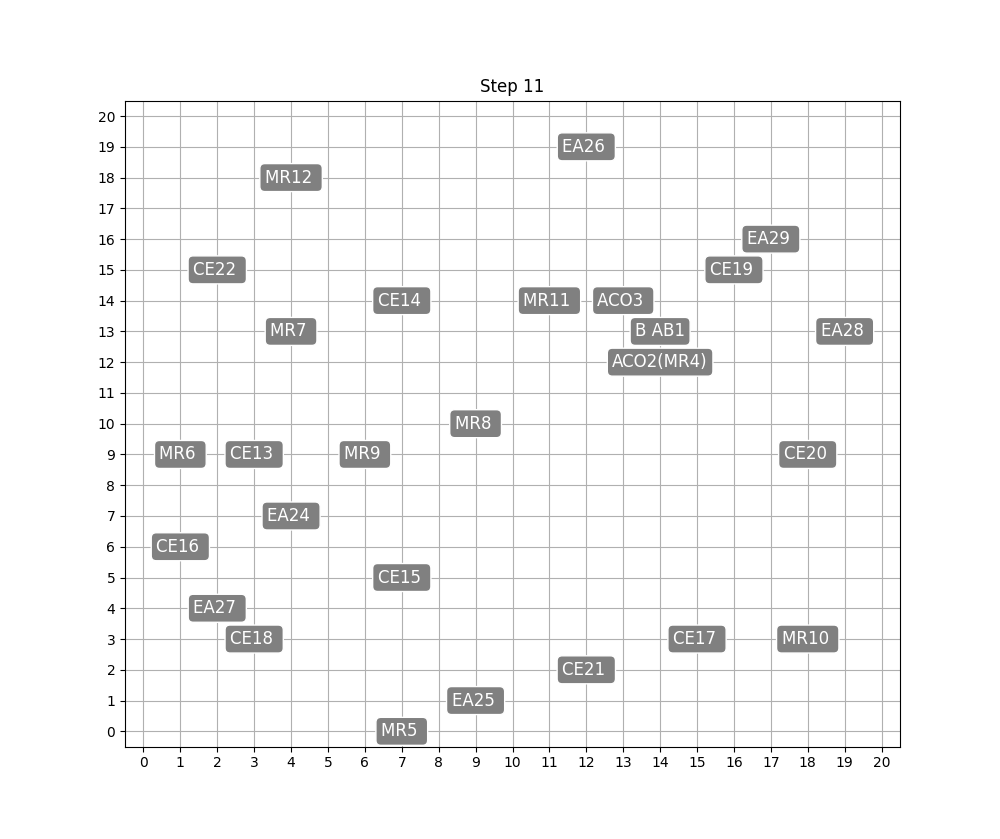 Step 11
20
19
18
17
16
15
14
13
12
11
10
9
8
7
6
5
4
3
2
1
0
EA26
MR12
EA29
CE22
CE19
CE14
MR11
ACO3
MR7
B AB1
EA28
ACO2(MR4)
MR8
MR6
CE13
MR9
CE20
EA24
CE16
CE15
EA27
CE18
CE17
MR10
CE21
EA25
MR5
0 1 2 3 4 5 6 7 8 9 10 11 12 13 14 15 16 17 18 19 20